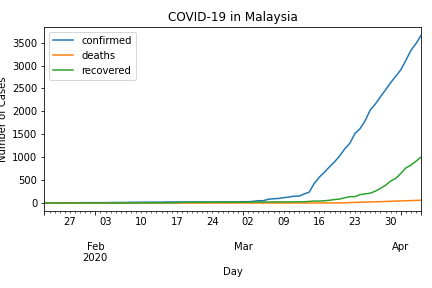 COVID-19 in Malaysia
confirmed
deaths
recovered
Number of Cases
3500
3000
2500
2000
1500
1000
500
0
27 03 10 17 24 02 09 16 23 30
Feb Mar Apr
2020
Day